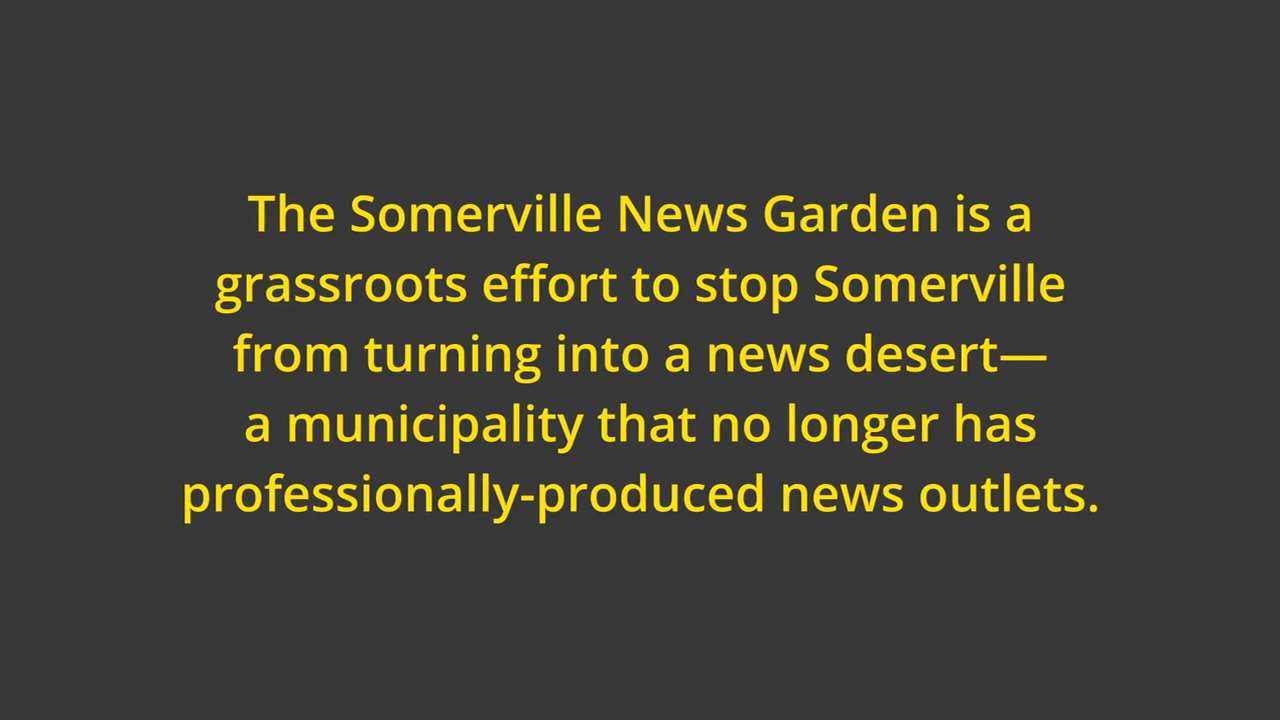 The Somerville News Garden is a
grassroots effort to stop Somerville
from turning into a news desert—
a municipality that no longer has
professionally-produced news outlets.